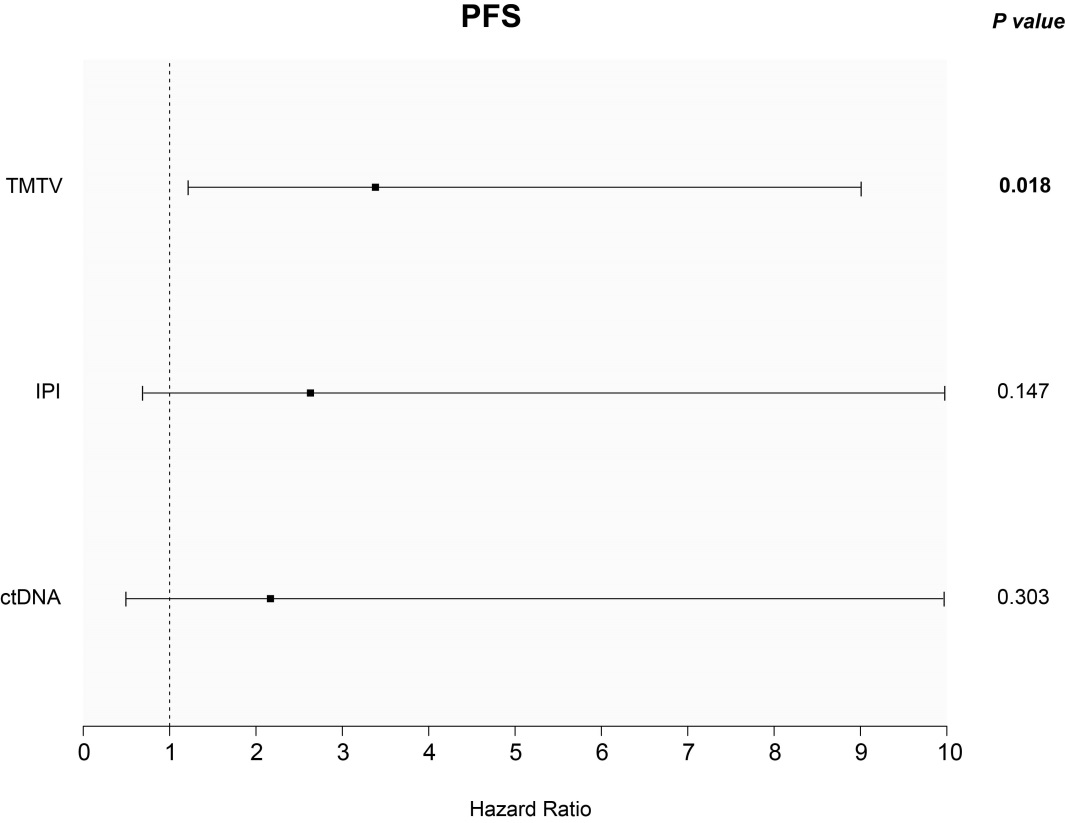 PFS
P value
TMTV 0.018
IPI 0.147
ctDNA 0.303
0 1 2 3 4 5 6 7 8 9 10
Hazard Ratio